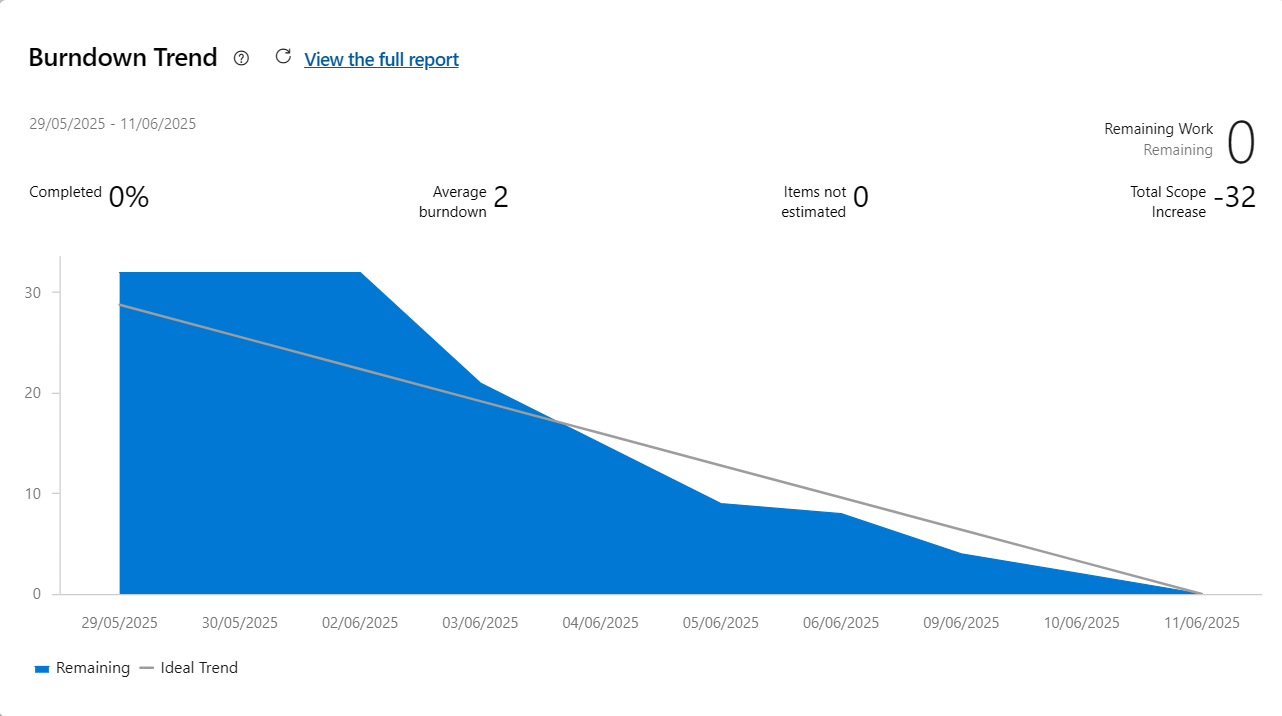 Burndown Trend
View the full report
29/05/2025 - 11/06/2025
Remaining Work
Remaining
0
Completed 0%
Average
burndown
2
Items not
estimated
0
Total Scope
Increase
-32
30
20
10
0
29/05/2025 30/05/2025 02/06/2025 03/06/2025 04/06/2025 05/06/2025 06/06/2025 09/06/2025 10/06/2025 11/06/2025
Remaining Ideal Trend